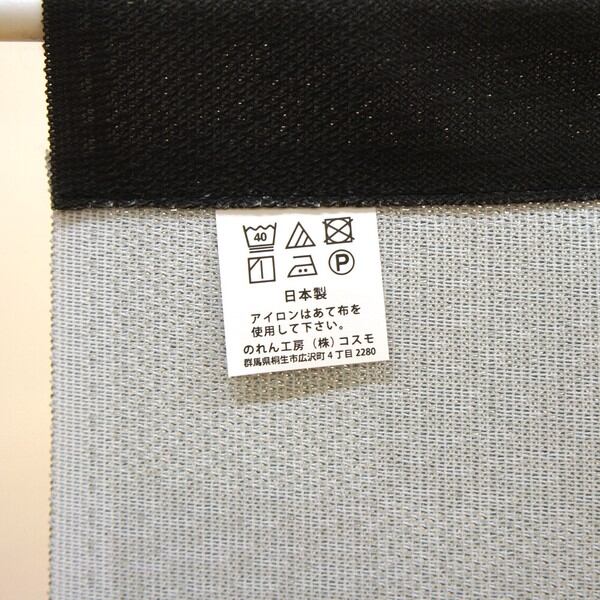 40
P
日本製
アイロンはあて布を
使用して下さい。
のれん工房（株）コスモ
群馬県桐生市広沢町4丁目2280